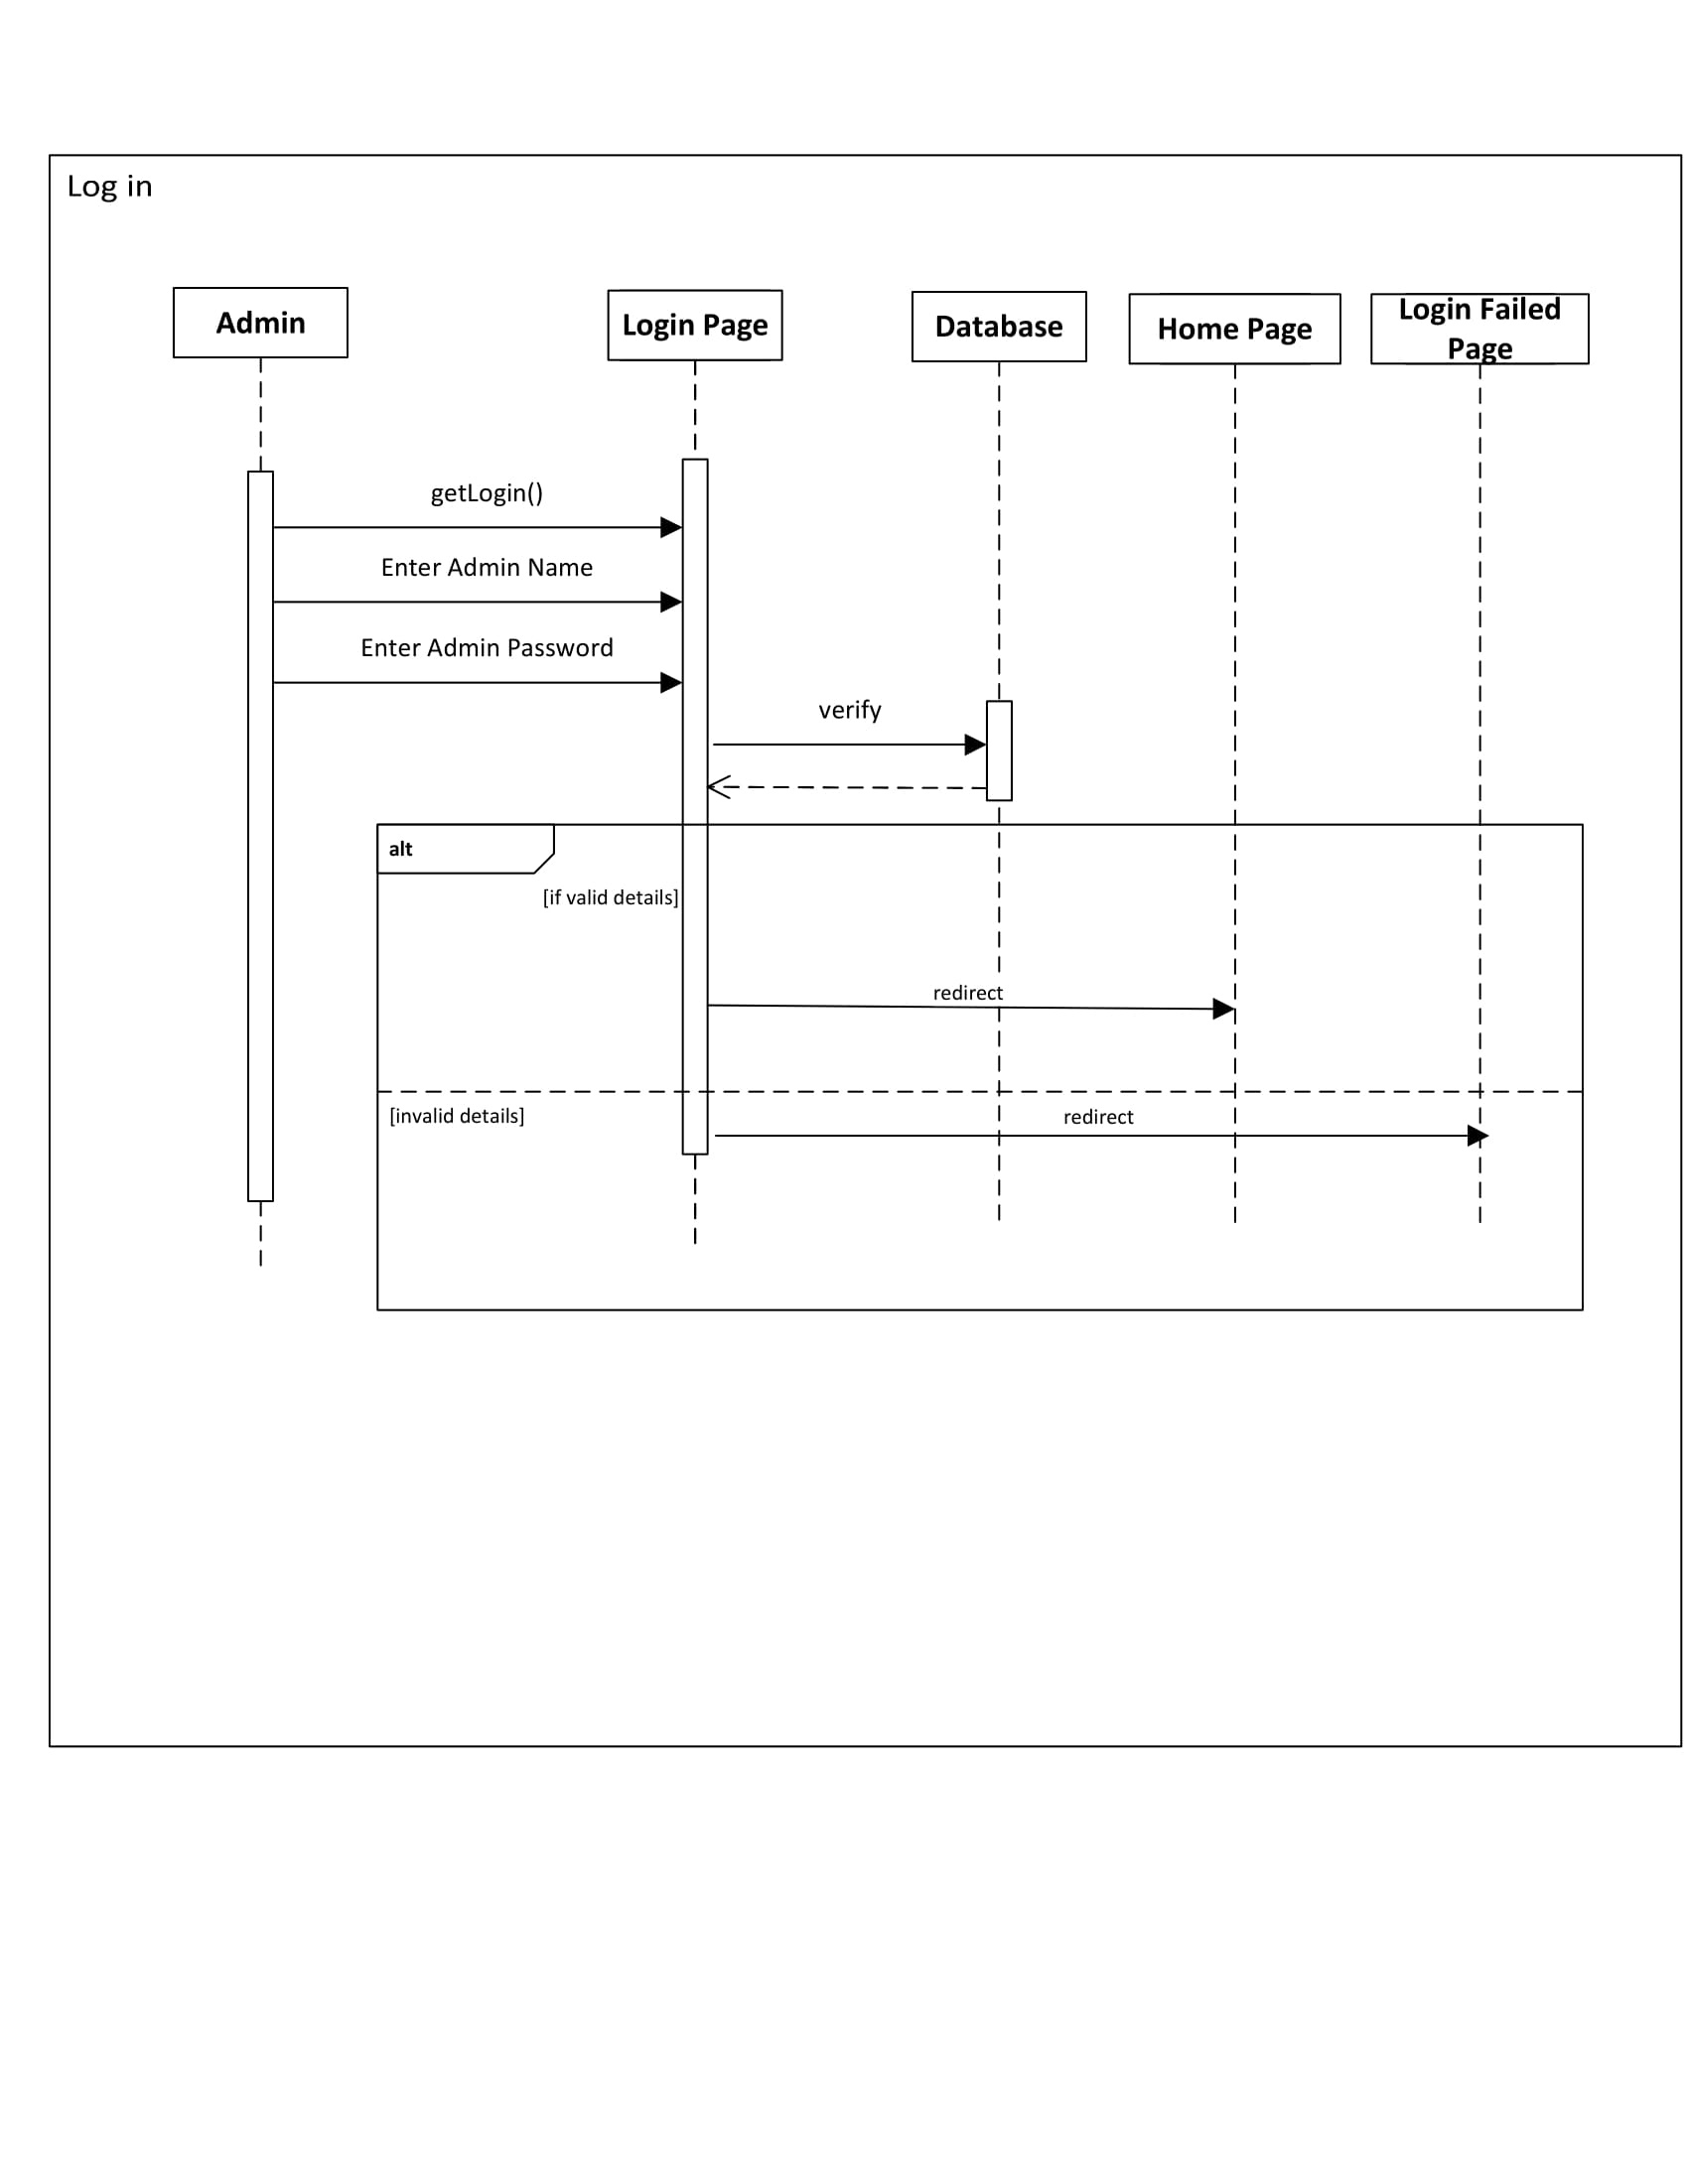 Log in
Admin
Login Page
Database
Home Page
Login Failed
Page
getLogin()
Enter Admin Name
Enter Admin Password
verify
alt
[if valid details]
redirect
[invalid details]
redirect